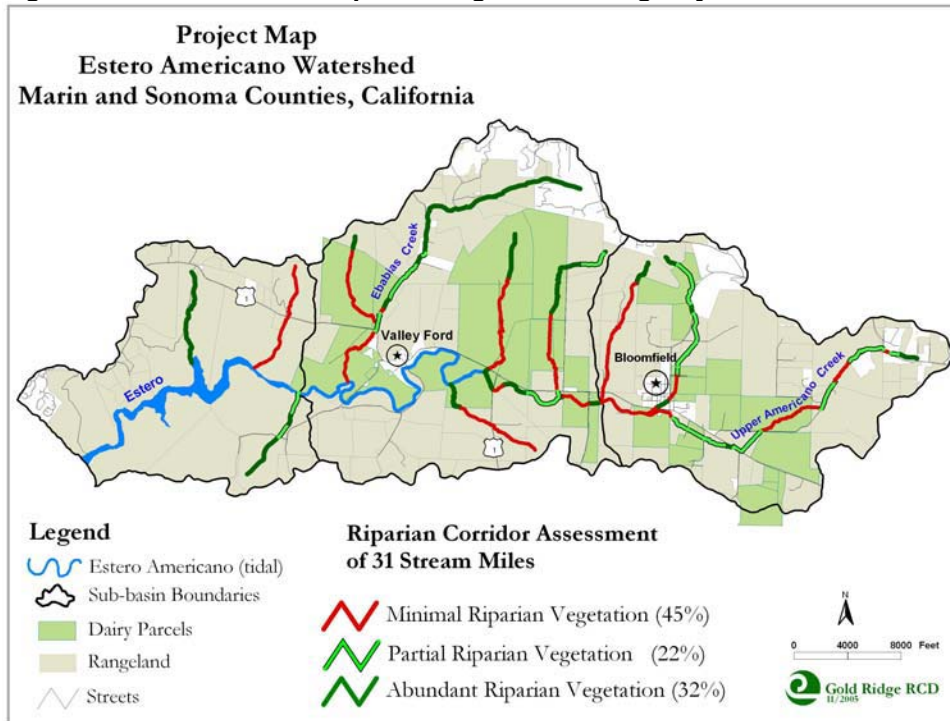 Project Map
Estero Americano Watershed
Marin and Sonoma Counties, California
Ebabias Creek
1
Valley Ford
Bloomfield
Estero
Upper Americano Creek
1
Legend
Estero Americano (tidal)
Sub-basin Boundaries
Dairy Parcels
Rangeland
Streets
Riparian Corridor Assessment
of 31 Stream Miles
Minimal Riparian Vegetation (45%)
Partial Riparian Vegetation (22%)
Abundant Riparian Vegetation (32%)
N
0 4000 8000 Feet
Gold Ridge RCD
11/2005